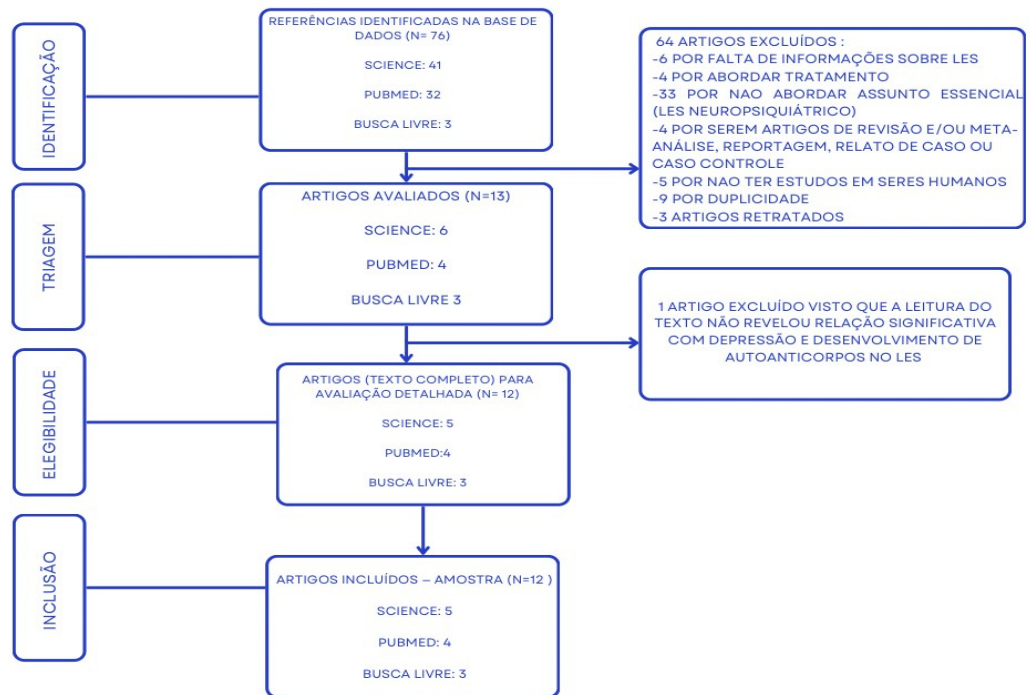 IDENTIFICAÇÃO
REFERÊNCIAS IDENTIFICADAS NA BASE DE
DADOS (N= 76)
SCIENCE: 41
PUBMED: 32
BUSCA LIVRE: 3
64 ARTIGOS EXCLUÍDOS :
-6 POR FALTA DE INFORMAÇÕES SOBRE LES
-4 POR ABORDAR TRATAMENTO
-33 POR NAO ABORDAR ASSUNTO ESSENCIAL
(LES NEUROPSIQUIÁTRICO)
-4 POR SEREM ARTIGOS DE REVISÃO E/OU META-
ANÁLISE, REPORTAGEM, RELATO DE CASO OU
CASO CONTROLE
-5 POR NAO TER ESTUDOS EM SERES HUMANOS
-9 POR DUPLICIDADE
-3 ARTIGOS RETRATADOS
TRIAGEM
ARTIGOS AVALIADOS (N=13)
SCIENCE: 6
PUBMED: 4
BUSCA LIVRE 3
1 ARTIGO EXCLUÍDO VISTO QUE A LEITURA DO
TEXTO NÃO REVELOU RELAÇÃO SIGNIFICATIVA
COM DEPRESSÃO E DESENVOLVIMENTO DE
AUTOANTICORPOS NO LES
ELEGIBILIDADE
ARTIGOS (TEXTO COMPLETO) PARA
AVALIAÇÃO DETALHADA (N= 12)
SCIENCE: 5
PUBMED:4
BUSCA LIVRE: 3
INCLUSÃO
ARTIGOS INCLUÍDOS – AMOSTRA (N=12 )
SCIENCE: 5
PUBMED: 4
BUSCA LIVRE: 3